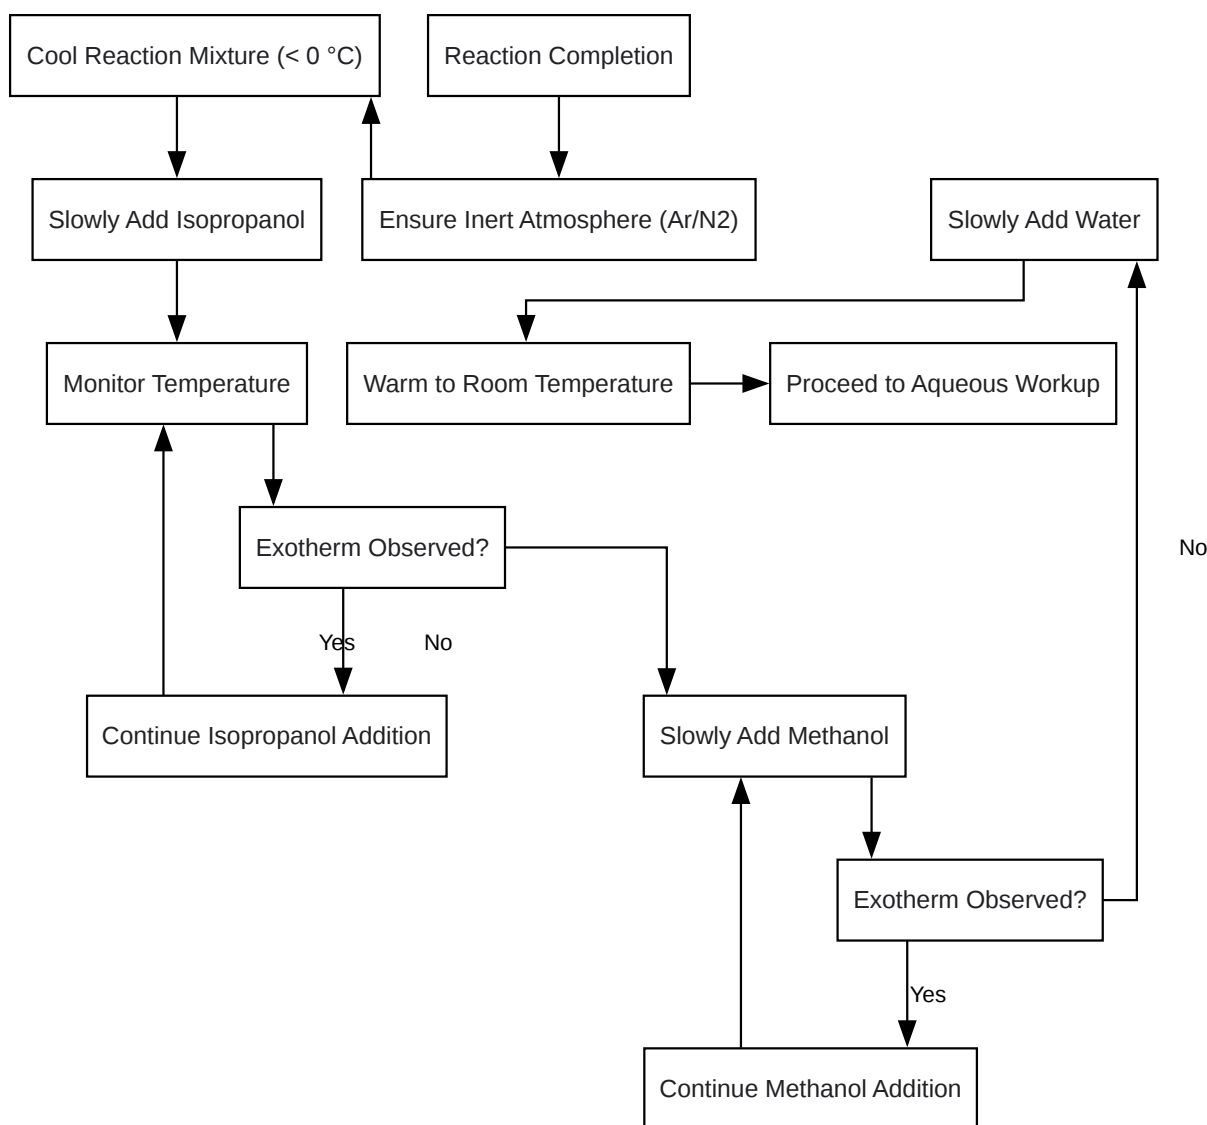 Cool Reaction Mixture (< 0 °C)
Reaction Completion
Slowly Add Isopropanol
Ensure Inert Atmosphere (Ar/N2)
Slowly Add Water
Monitor Temperature
Warm to Room Temperature
Proceed to Aqueous Workup
Exotherm Observed?
No
Yes
No
Continue Isopropanol Addition
Slowly Add Methanol
Exotherm Observed?
Yes
Continue Methanol Addition